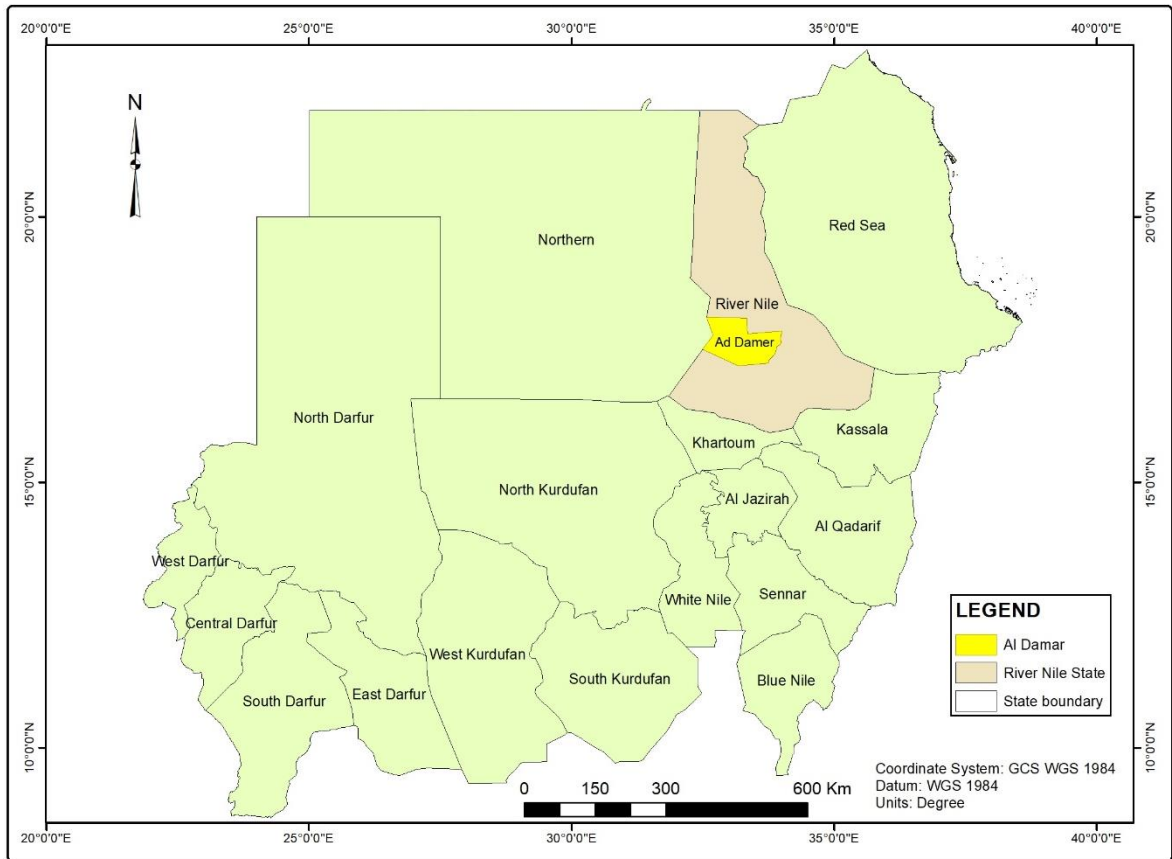 20°0'0"E 25°0'0"E 30°0'0"E 35°0'0"E 40°0'0"E
N
20°0'0"N 20°0'0"N
Northern
Red Sea
River Nile
Ad Damer
North Darfur
Khartoum
Kassala
15°0'0"N 15°0'0"N
North Kurdufan
Al Jazirah
Al Qadarif
West Darfur
White Nile
Sennar
Central Darfur
West Kurdufan
South Kurdufan
Blue Nile
South Darfur
East Darfur
LEGEND
Al Damar
River Nile State
State boundary
10°0'0"N 10°0'0"N
0 150 300 600 Km
Coordinate System: GCS WGS 1984
Datum: WGS 1984
Units: Degree
20°0'0"E 25°0'0"E 30°0'0"E 35°0'0"E 40°0'0"E